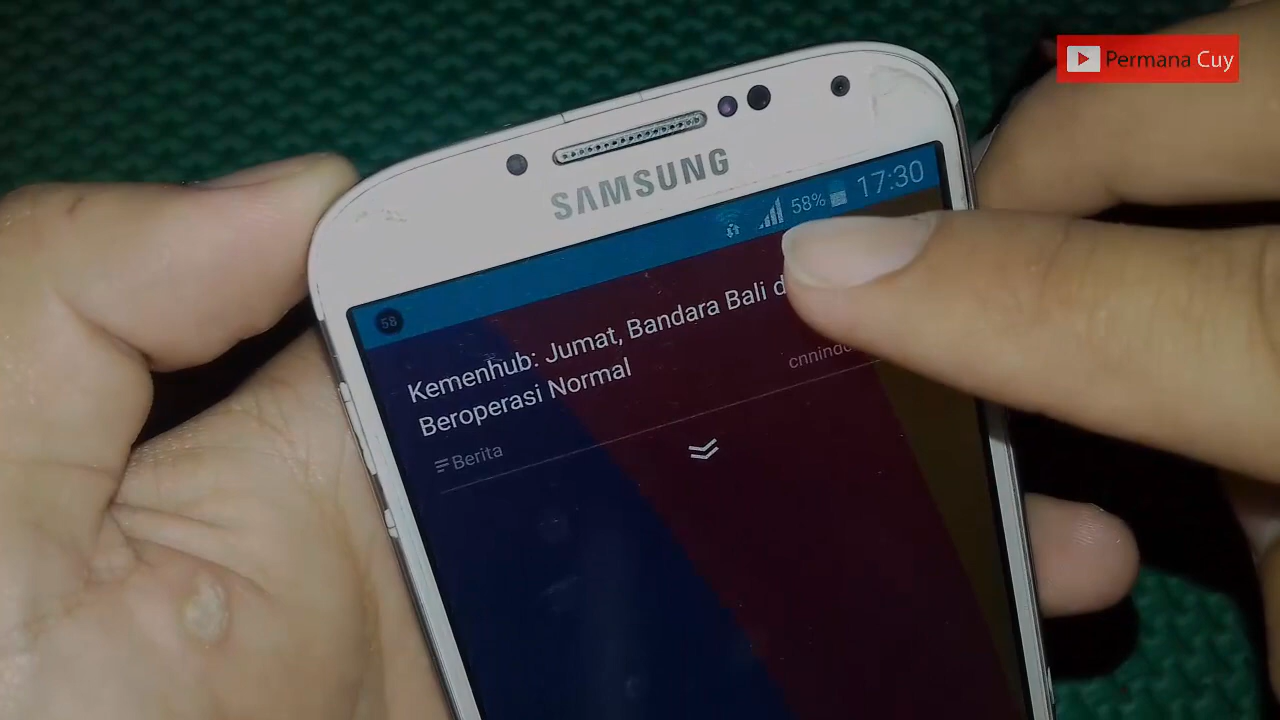 Permana Cuy
SAMSUNG
58% 17:30
58
Kemenhub: Jumat, Bandara Bali
Beroperasi Normal
Berita